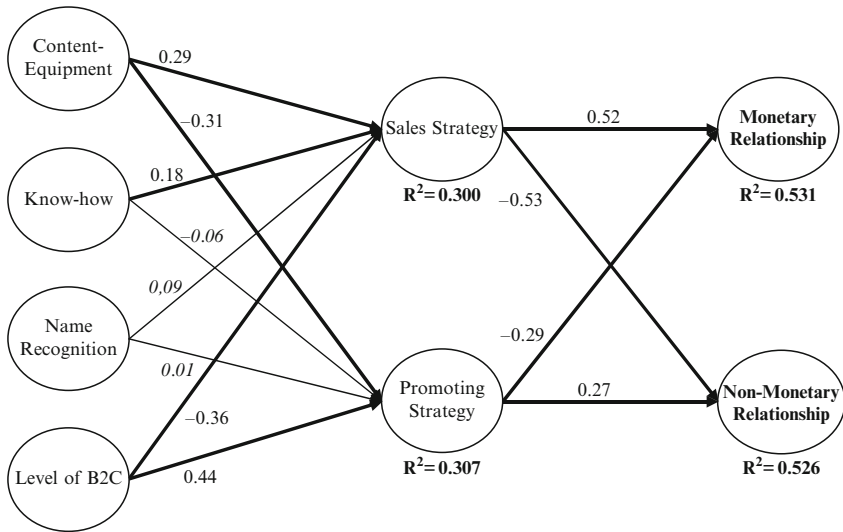 Content-
Equipment
0.29
–0.31
Know-how
0.18
–0.06
Name
Recognition
0,09
0.01
Level of B2C
–0.36
0.44
Sales Strategy
R²= 0.300
Promoting
Strategy
R²= 0.307
0.52
–0.53
–0.29
0.27
Monetary
Relationship
R²= 0.531
Non-Monetary
Relationship
R²= 0.526